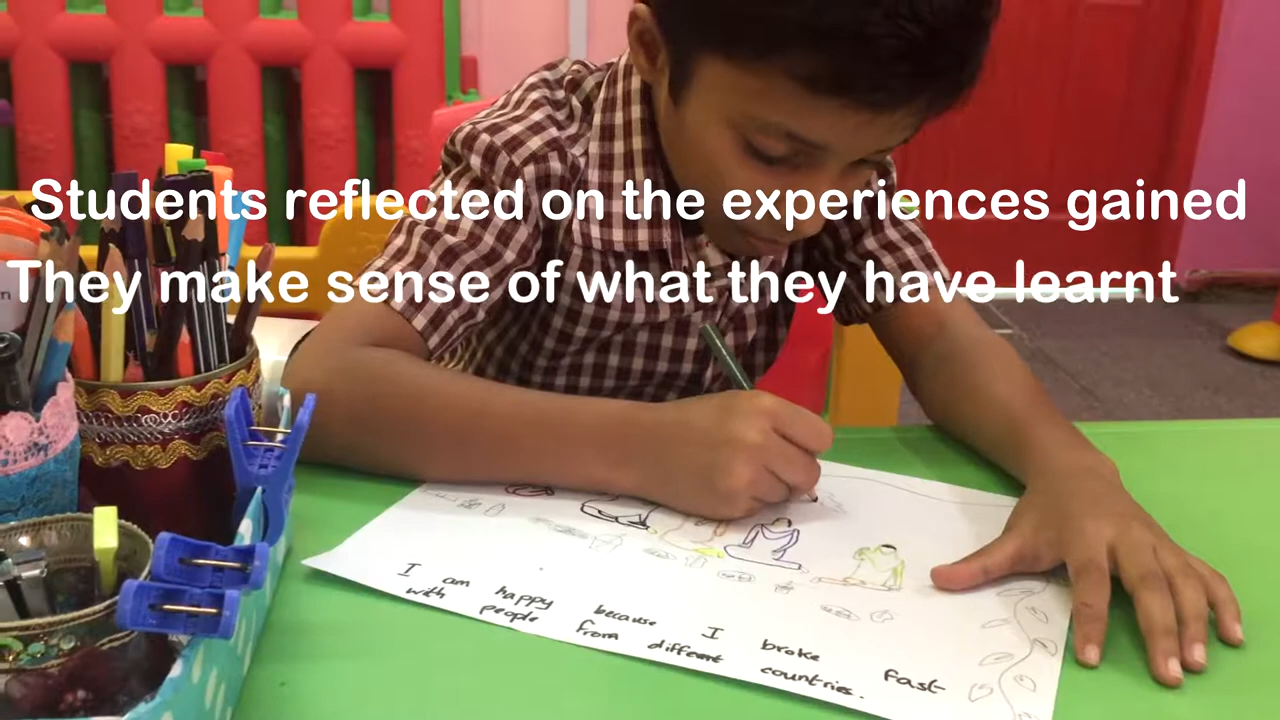 Students reflected on the experiences gained
They make sense of what they have learnt
I am happy because I broke fast
with people from different countries.